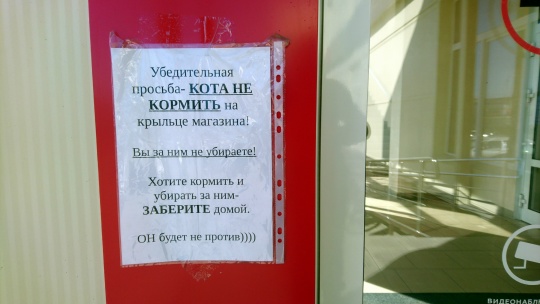 Убедительная
просьба- КОТА НЕ
КОРМИТЬ на
крыльце магазина!
Вы за ним не убираете!
Хотите кормить и
убирать за ним-
ЗАБЕРИТЕ домой.
ОН будет не против))))